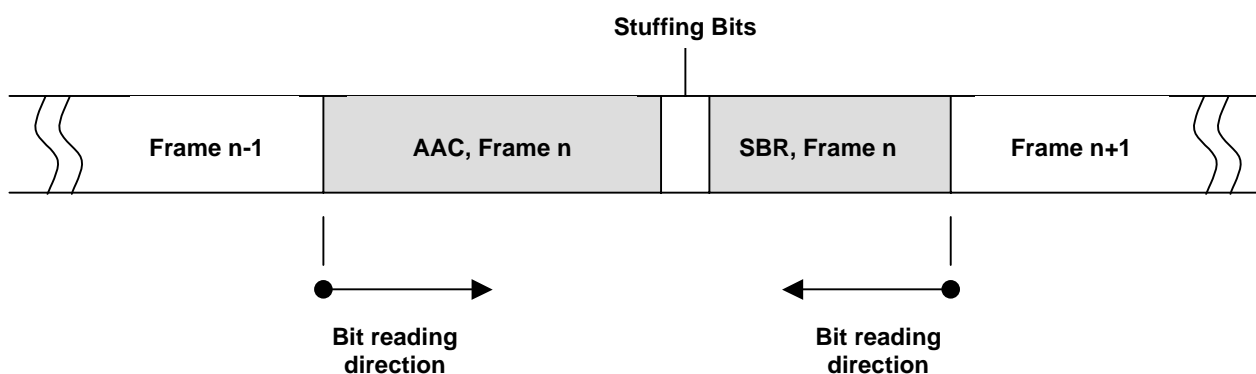 Stuffing Bits
Frame n-1
AAC, Frame n
SBR, Frame n
Frame n+1
Bit reading
direction
Bit reading
direction